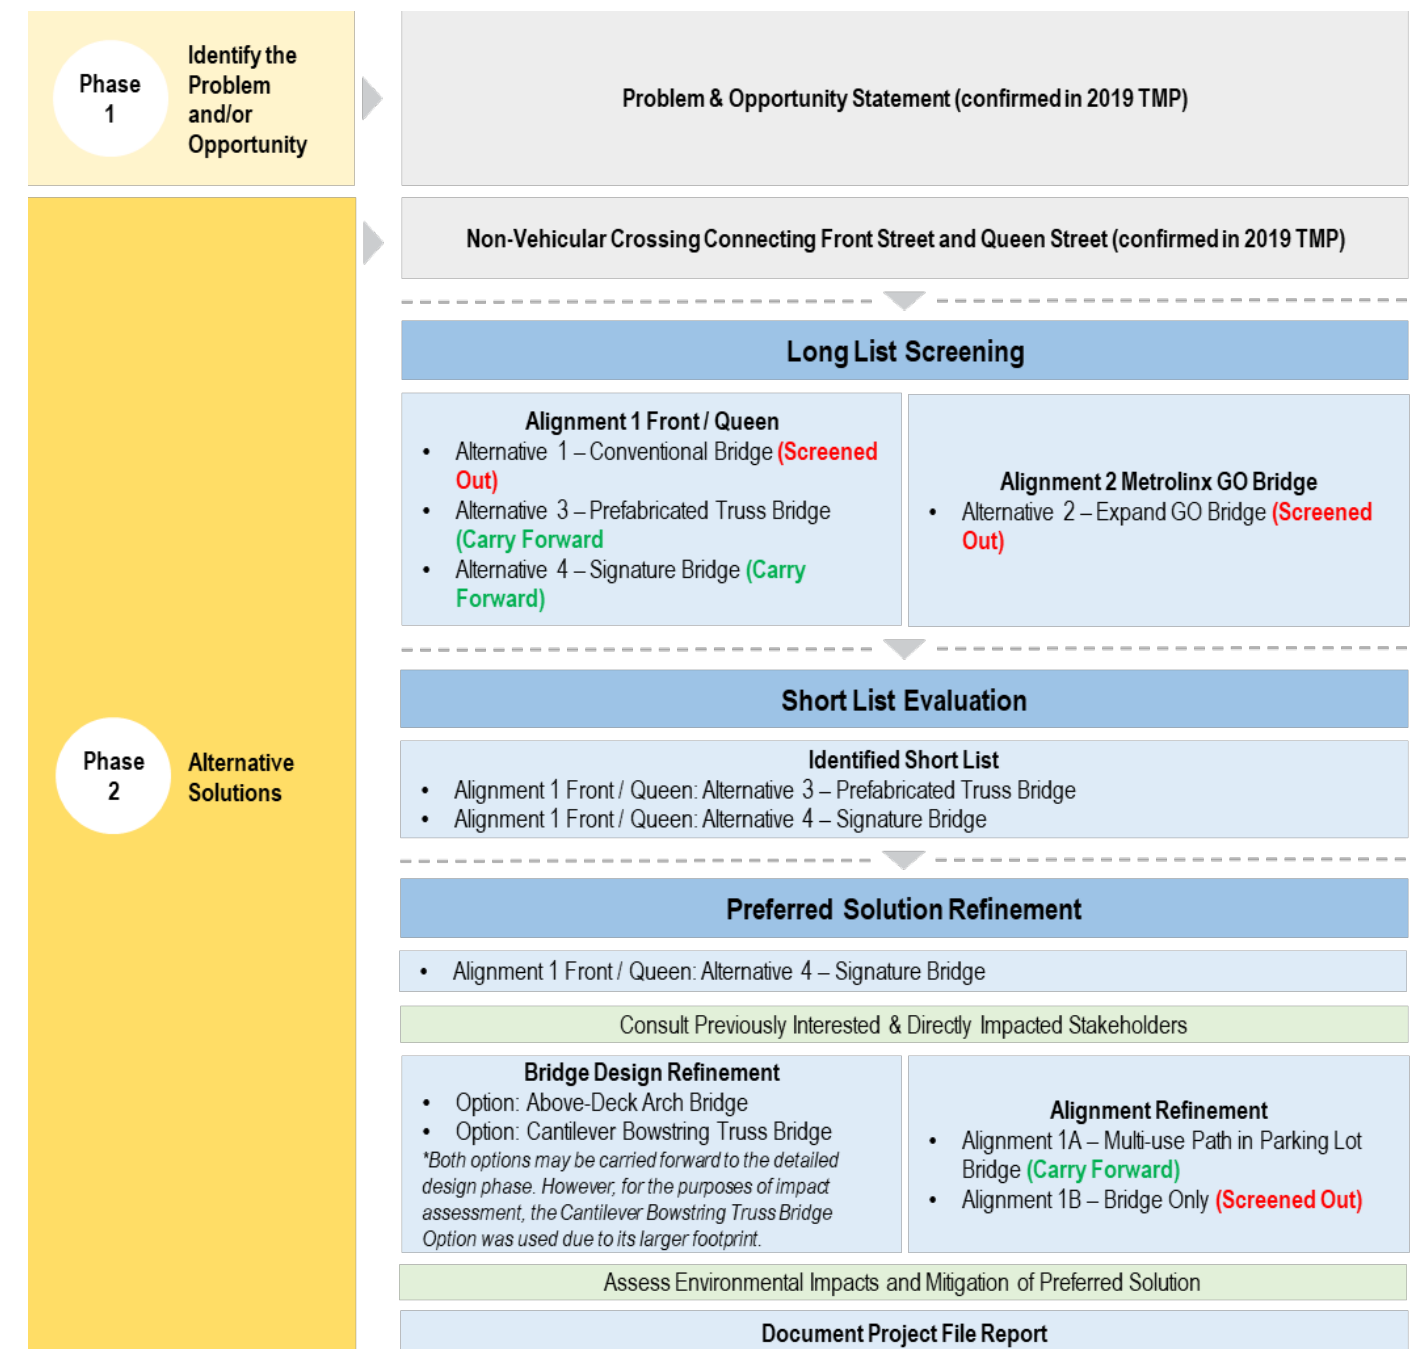 Phase
1
Identify the
Problem
and/or
Opportunity
Problem & Opportunity Statement (confirmed in 2019 TMP)
Phase
2
Alternative
Solutions
Non-Vehicular Crossing Connecting Front Street and Queen Street (confirmed in 2019 TMP)
Long List Screening
Alignment 1 Front / Queen
• Alternative 1 – Conventional Bridge (Screened
Out)
• Alternative 3 – Prefabricated Truss Bridge
(Carry Forward
• Alternative 4 – Signature Bridge (Carry
Forward)
Alignment 2 Metrolinx GO Bridge
• Alternative 2 – Expand GO Bridge (Screened
Out)
Short List Evaluation
Identified Short List
• Alignment 1 Front / Queen: Alternative 3 – Prefabricated Truss Bridge
• Alignment 1 Front / Queen: Alternative 4 – Signature Bridge
Preferred Solution Refinement
• Alignment 1 Front / Queen: Alternative 4 – Signature Bridge
Consult Previously Interested & Directly Impacted Stakeholders
Bridge Design Refinement
• Option: Above-Deck Arch Bridge
• Option: Cantilever Bowstring Truss Bridge
*Both options may be carried forward to the detailed
design phase. However, for the purposes of impact
assessment, the Cantilever Bowstring Truss Bridge
Option was used due to its larger footprint.
Alignment Refinement
• Alignment 1A – Multi-use Path in Parking Lot
Bridge (Carry Forward)
• Alignment 1B – Bridge Only (Screened Out)
Assess Environmental Impacts and Mitigation of Preferred Solution
Document Project File Report